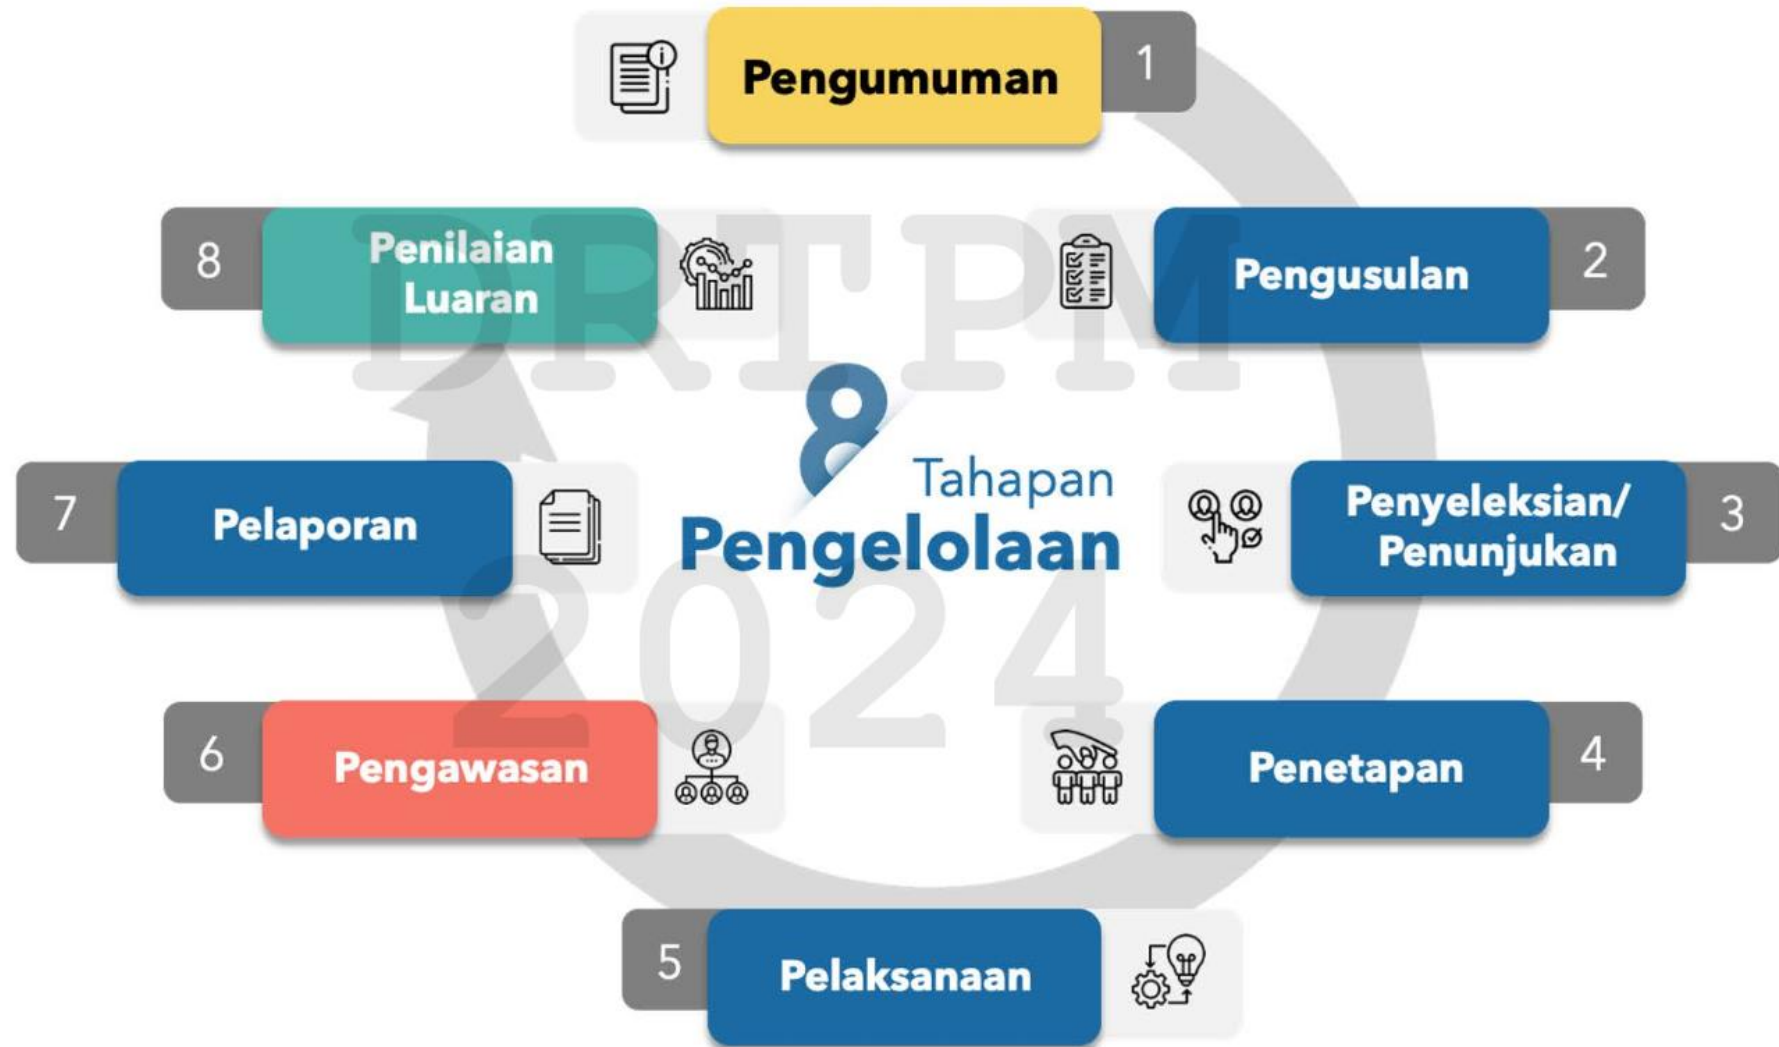 Pengumuman
1
8
Penilaian
Luaran
Pengusulan
2
DRTPM
8
Tahapan
Pengelolaan
7
Pelaporan
Penyeleksian/
Penunjukan
3
2024
6
Pengawasan
Penetapan
4
5
Pelaksanaan